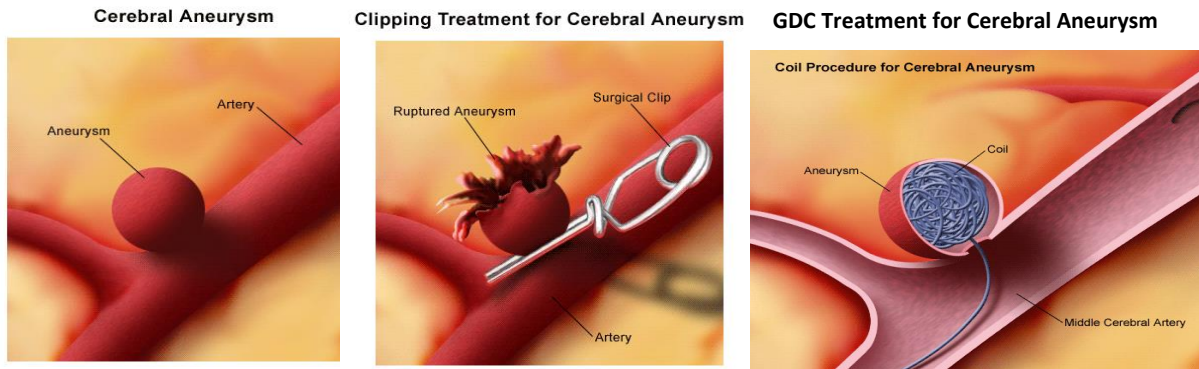 Cerebral Aneurysm
Artery
Aneurysm
Clipping Treatment for Cerebral Aneurysm
Surgical Clip
Ruptured Aneurysm
Artery
GDC Treatment for Cerebral Aneurysm
Coil Procedure for Cerebral Aneurysm
Coil
Aneurysm
Middle Cerebral Artery